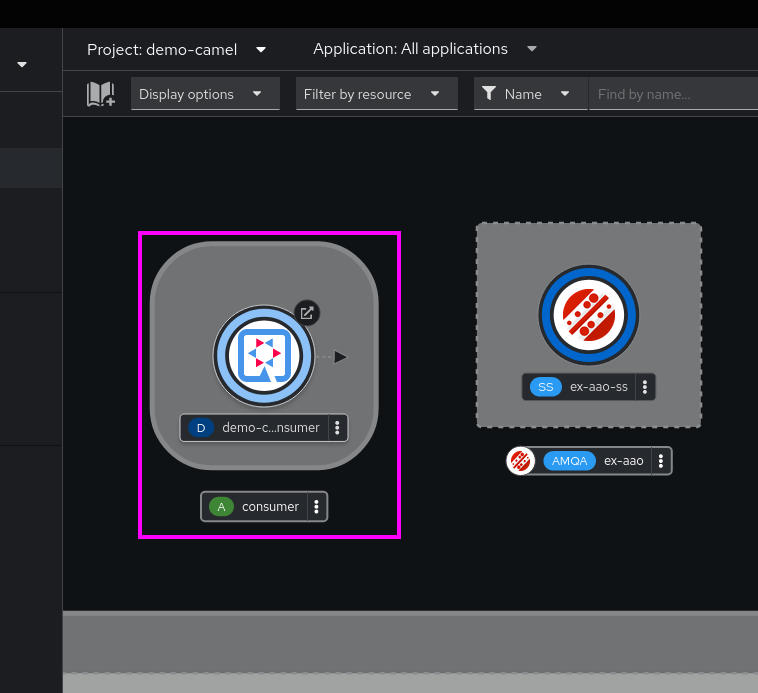 Project: demo-camel
Application: All applications
Display options
Filter by resource
Name
Find by name...
D demo-c...nsumer
A consumer
SS ex-aao-ss
AMQA ex-aao